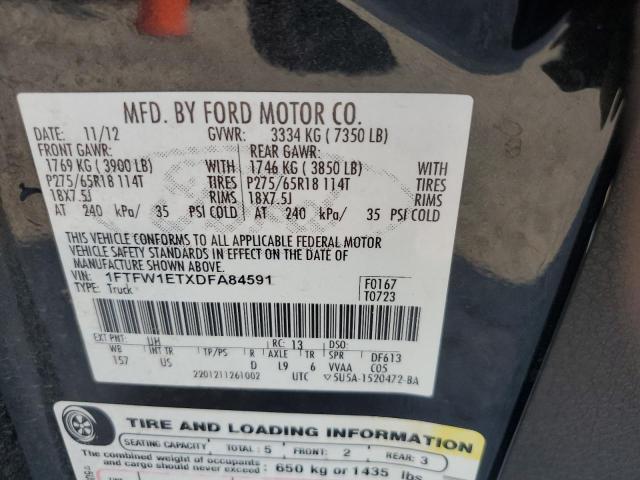 MFD. BY FORD MOTOR CO.
DATE: 11/12 GVWR: 3334 KG ( 7350 LB)
FRONT GAWR: REAR GAWR:
1769 KG ( 3900 LB) WITH 1746 KG ( 3850 LB) WITH
P275/65R18 114T TIRES P275/65R18 114T TIRES
18X7.5J RIMS 18X7.5J RIMS
AT 240 kPa/ 35 PSI COLD AT 240 kPa/ 35 PSI COLD
THIS VEHICLE CONFORMS TO ALL APPLICABLE FEDERAL MOTOR
VEHICLE SAFETY STANDARDS IN EFFECT ON THE DATE OF
MANUFACTURE SHOWN ABOVE.
VIN: 1FTFW1ETXDFA84591 F0167
TYPE: Truck T0723
EXT PNT: UH RC: 13 DSO:
WB INT TR TP/PS R AXLE TR SPR DF613
157 US D L9 6 VVAA C05
2201211261002 UTC 5U5A-1520472-BA
TIRE AND LOADING INFORMATION
SEATING CAPACITY TOTAL: 5 FRONT: 2 REAR: 3
The combined weight of occupants
and cargo should never exceed: 650 kg or 1435 lbs